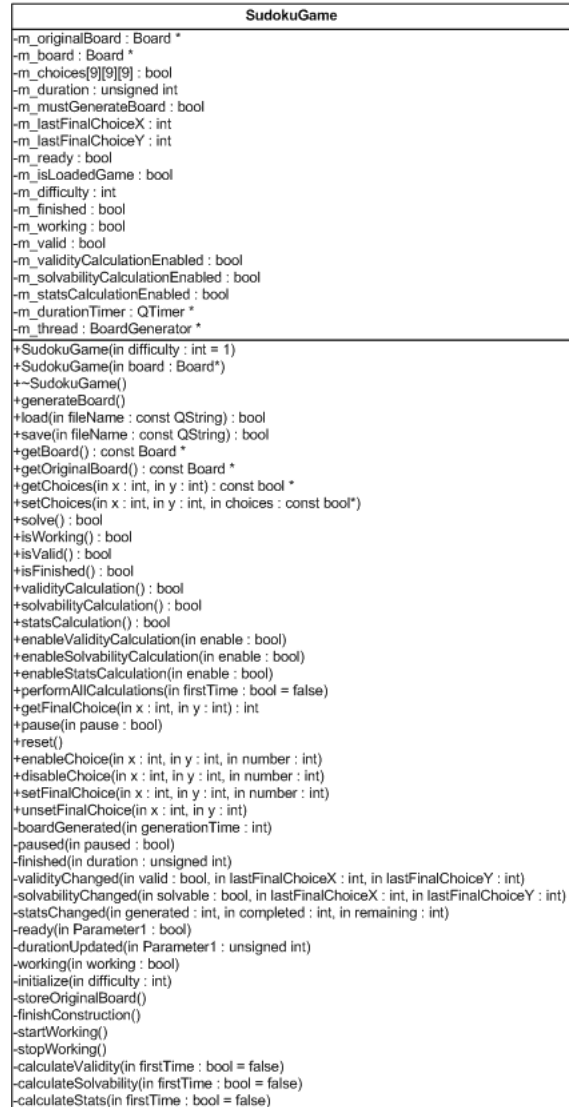 SudokuGame
-m_originalBoard : Board *
-m_board : Board *
-m_choices[9][9][9] : bool
-m_duration : unsigned int
-m_mustGenerateBoard : bool
-m_lastFinalChoiceX : int
-m_lastFinalChoiceY : int
-m_ready : bool
-m_isLoadedGame : bool
-m_difficulty : int
-m_finished : bool
-m_working : bool
-m_valid : bool
-m_validityCalculationEnabled : bool
-m_solvabilityCalculationEnabled : bool
-m_statsCalculationEnabled : bool
-m_durationTimer : QTimer *
-m_thread : BoardGenerator *
+SudokuGame(in difficulty : int = 1)
+SudokuGame(in board : Board*)
+~SudokuGame()
+generateBoard()
+load(in fileName : const QString) : bool
+save(in fileName : const QString) : bool
+getBoard() : const Board *
+getOriginalBoard() : const Board *
+getChoices(in x : int, in y : int) : const bool *
+setChoices(in x : int, in y : int, in choices : const bool*)
+solve() : bool
+isWorking() : bool
+isValid() : bool
+isFinished() : bool
+validityCalculation() : bool
+solvabilityCalculation() : bool
+statsCalculation() : bool
+enableValidityCalculation(in enable : bool)
+enableSolvabilityCalculation(in enable : bool)
+enableStatsCalculation(in enable : bool)
+performAllCalculations(in firstTime : bool = false)
+getFinalChoice(in x : int, in y : int) : int
+pause(in pause : bool)
+reset()
+enableChoice(in x : int, in y : int, in number : int)
+disableChoice(in x : int, in y : int, in number : int)
+setFinalChoice(in x : int, in y : int, in number : int)
+unsetFinalChoice(in x : int, in y : int)
-boardGenerated(in generationTime : int)
-paused(in paused : bool)
-finished(in duration : unsigned int)
-validityChanged(in valid : bool, in lastFinalChoiceX : int, in lastFinalChoiceY : int)
-solvabilityChanged(in solvable : bool, in lastFinalChoiceX : int, in lastFinalChoiceY : int)
-statsChanged(in generated : int, in completed : int, in remaining : int)
-ready(in Parameter1 : bool)
-durationUpdated(in Parameter1 : unsigned int)
-working(in working : bool)
-initialize(in difficulty : int)
-storeOriginalBoard()
-finishConstruction()
-startWorking()
-stopWorking()
-calculateValidity(in firstTime : bool = false)
-calculateSolvability(in firstTime : bool = false)
-calculateStats(in firstTime : bool = false)